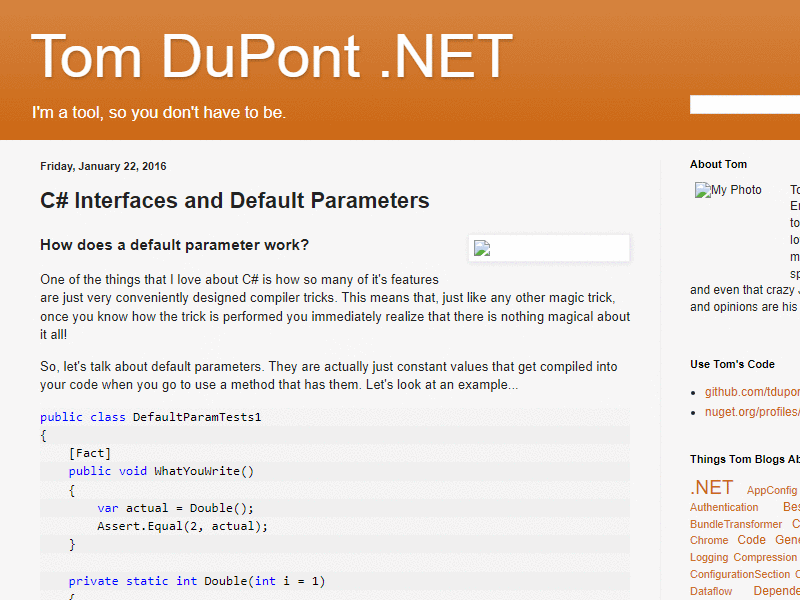 Tom DuPont .NET
I'm a tool, so you don't have to be.
Friday, January 22, 2016
C# Interfaces and Default Parameters
How does a default parameter work?
One of the things that I love about C# is how so many of it's features
are just very conveniently designed compiler tricks. This means that, just like any other magic trick,
once you know how the trick is performed you immediately realize that there is nothing magical about
it all!
So, let's talk about default parameters. They are actually just constant values that get compiled into
your code when you go to use a method that has them. Let's look at an example...
public class DefaultParamTests1
{
[Fact]
public void WhatYouWrite()
{
var actual = Double();
Assert.Equal(2, actual);
}
private static int Double(int i = 1)
{
About Tom
My Photo
and even that crazy
and opinions are his
Use Tom's Code
github.com/tdupon
nuget.org/profiles/
Things Tom Blogs Ab
.NET AppConfig
Authentication Bes
BundleTransformer C
Chrome Code Gene
Logging Compression
ConfigurationSection
Dataflow Depende